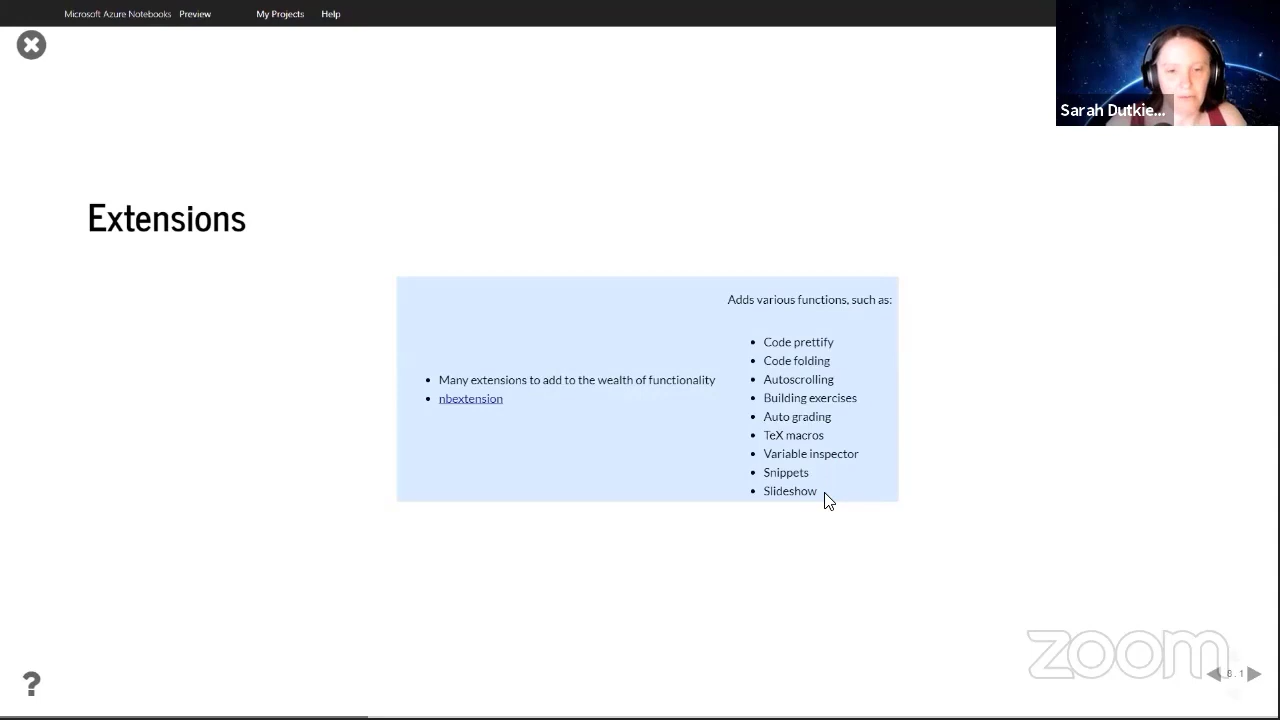 Microsoft Azure Notebooks Preview My Projects Help
Sarah Dutkie...
Extensions
Many extensions to add to the wealth of functionality
nbextension
Adds various functions, such as:
Code prettify
Code folding
Autoscrolling
Building exercises
Auto grading
TeX macros
Variable inspector
Snippets
Slideshow
zoom
8.1
?